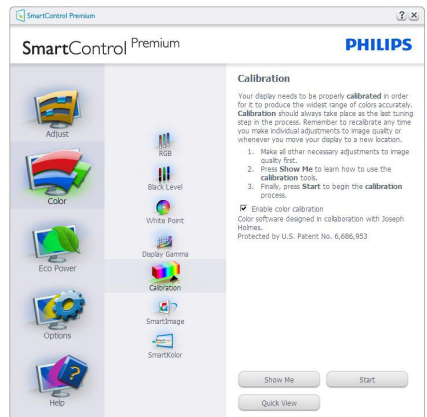 SmartControl Premium
SmartControl Premium
PHILIPS
Adjust
Color
Eco Power
Options
Help
RGB
Black Level
White Point
Display Gamma
Calibration
SmartImage
SmartKolor
Calibration
Your display needs to be properly calibrated in order
for it to produce the widest range of colors accurately.
Calibration should always take place as the last tuning
step in the process. Remember to recalibrate any time
you make individual adjustments to image quality or
whenever you move your display to a new location.
1. Make all other necessary adjustments to image
quality first.
2. Press Show Me to learn how to use the
calibration tools.
3. Finally, press Start to begin the calibration
process.
Enable color calibration
Color software designed in collaboration with Joseph
Holmes.
Protected by U.S. Patent No. 6,686,953
Show Me
Start
Quick View